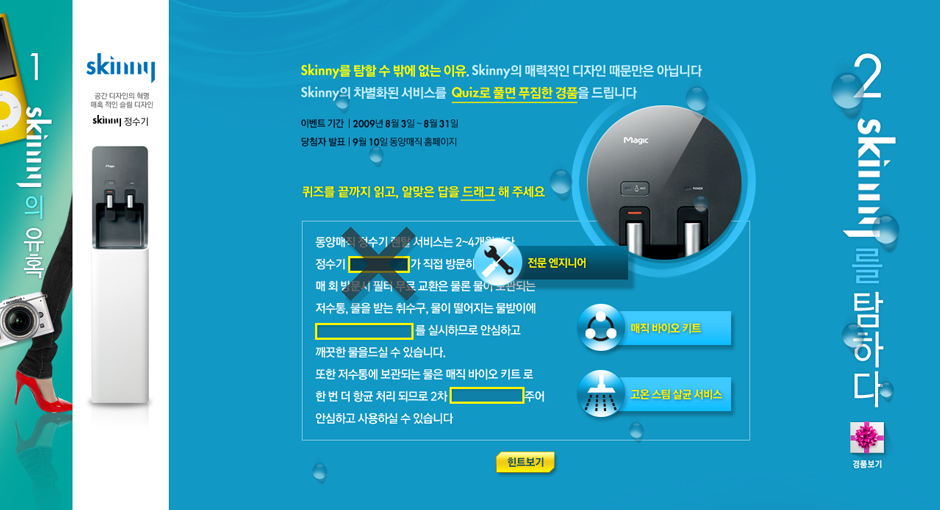 1
skinny의 유혹
skinny
공간 디자인의 혁명
매혹 적인 슬림 디자인
skinny 정수기
Magic
Skinny를 탐할 수 밖에 없는 이유. Skinny의 매력적인 디자인 때문만은 아닙니다
Skinny의 차별화된 서비스를 Quiz로 풀면 푸짐한 경품을 드립니다
이벤트 기간 | 2009년 8월 3일 ~ 8월 31일
당첨자 발표 | 9월 10일 동양매직 홈페이지
Magic
POWER
퀴즈를 끝까지 읽고, 알맞은 답을 드래그 해 주세요
동양매직 정수기 렌탈 서비스는 2~4개월마다
정수기 가 직접 방문하
전문 엔지니어
매 회 방문시 필터 무료 교환은 물론 물이 보관되는
저수통, 물을 받는 취수구, 물이 떨어지는 물받이에
를 실시하므로 안심하고
깨끗한 물을드실 수 있습니다.
또한 저수통에 보관되는 물은 매직 바이오 키트 로
한 번 더 항균 처리 되므로 2차 주어
안심하고 사용하실 수 있습니다
매직 바이오 키트
고온 스팀 살균 서비스
힌트보기
2
skinny를 탐하다
경품보기